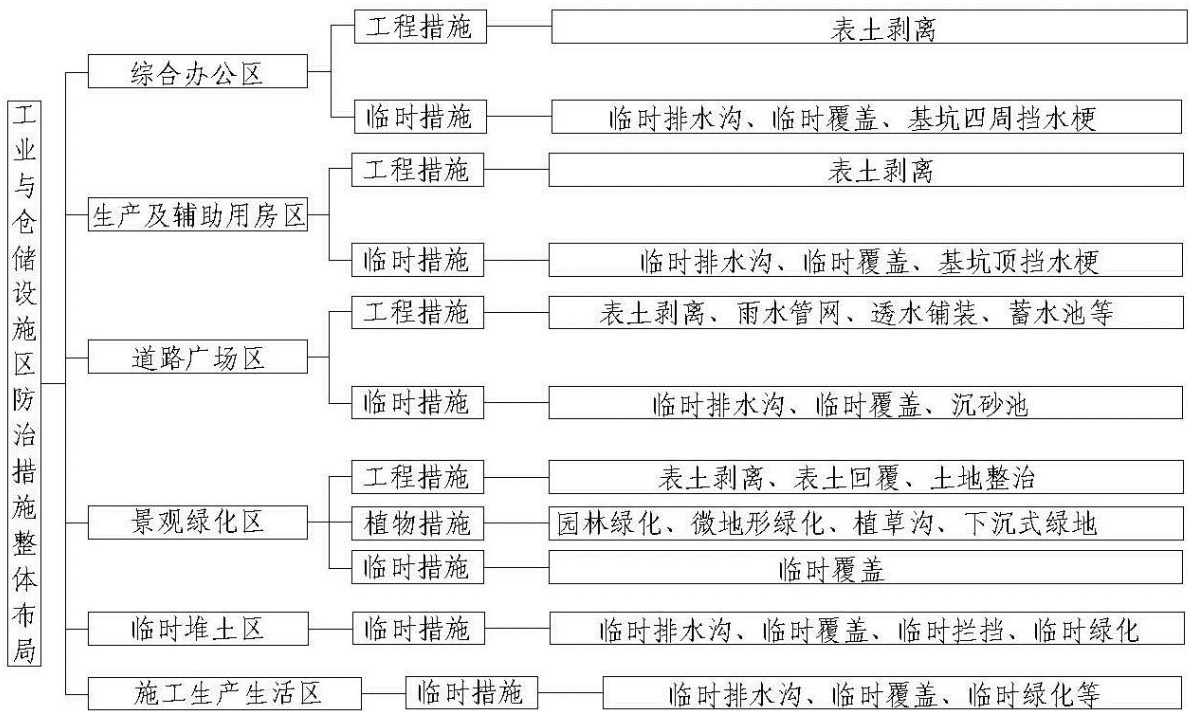 工业与仓储设施区防治措施整体布局
综合办公区
工程措施
表土剥离
临时措施
临时排水沟、临时覆盖、基坑四周挡水梗
生产及辅助用房区
工程措施
表土剥离
临时措施
临时排水沟、临时覆盖、基坑顶挡水梗
道路广场区
工程措施
表土剥离、雨水管网、透水铺装、蓄水池等
临时措施
临时排水沟、临时覆盖、沉砂池
景观绿化区
工程措施
表土剥离、表土回覆、土地整治
植物措施
园林绿化、微地形绿化、植草沟、下沉式绿地
临时措施
临时覆盖
临时堆土区
临时措施
临时排水沟、临时覆盖、临时拦挡、临时绿化
施工生产生活区
临时措施
临时排水沟、临时覆盖、临时绿化等